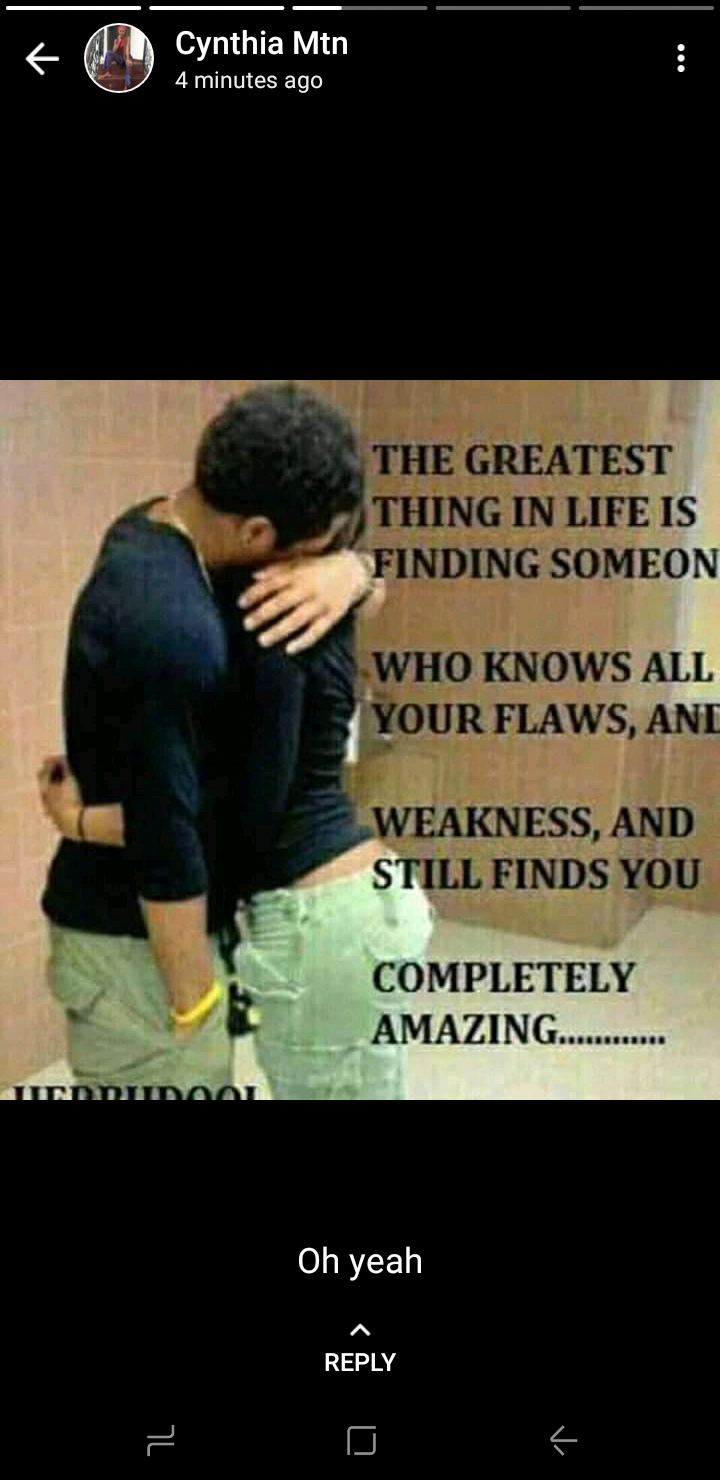 Cynthia Mtn
4 minutes ago
THE GREATEST
THING IN LIFE IS
FINDING SOMEON
WHO KNOWS ALL
YOUR FLAWS, AND
WEAKNESS, AND
STILL FINDS YOU
COMPLETELY
AMAZING............
Oh yeah
REPLY